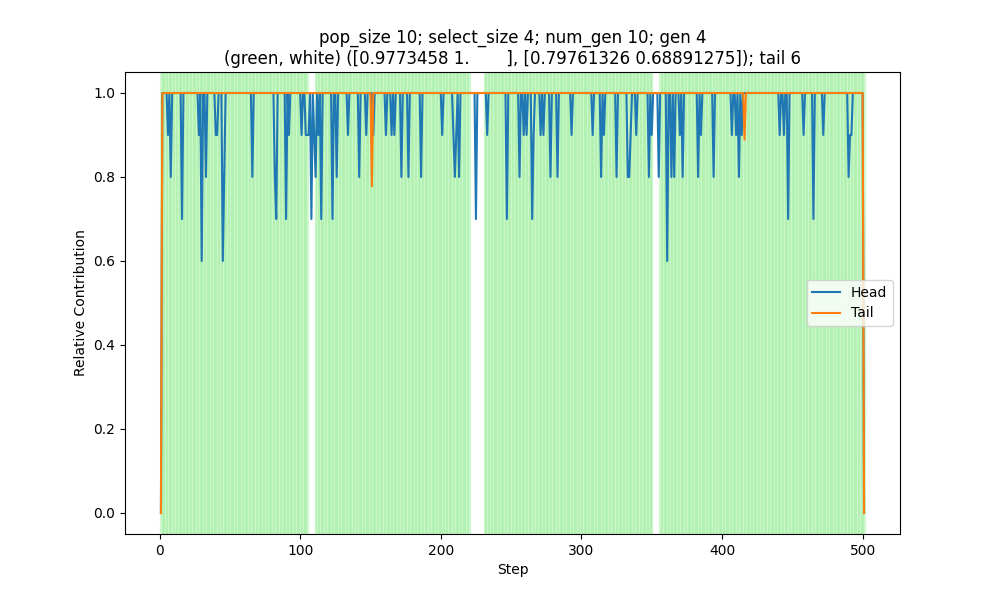 pop_size 10; select_size 4; num_gen 10; gen 4
(green, white) ([0.9773458 1.       ], [0.79761326 0.68891275]); tail 6
1.0
0.8
0.6
0.4
0.2
0.0
Relative Contribution
Head
Tail
0 100 200 300 400 500
Step